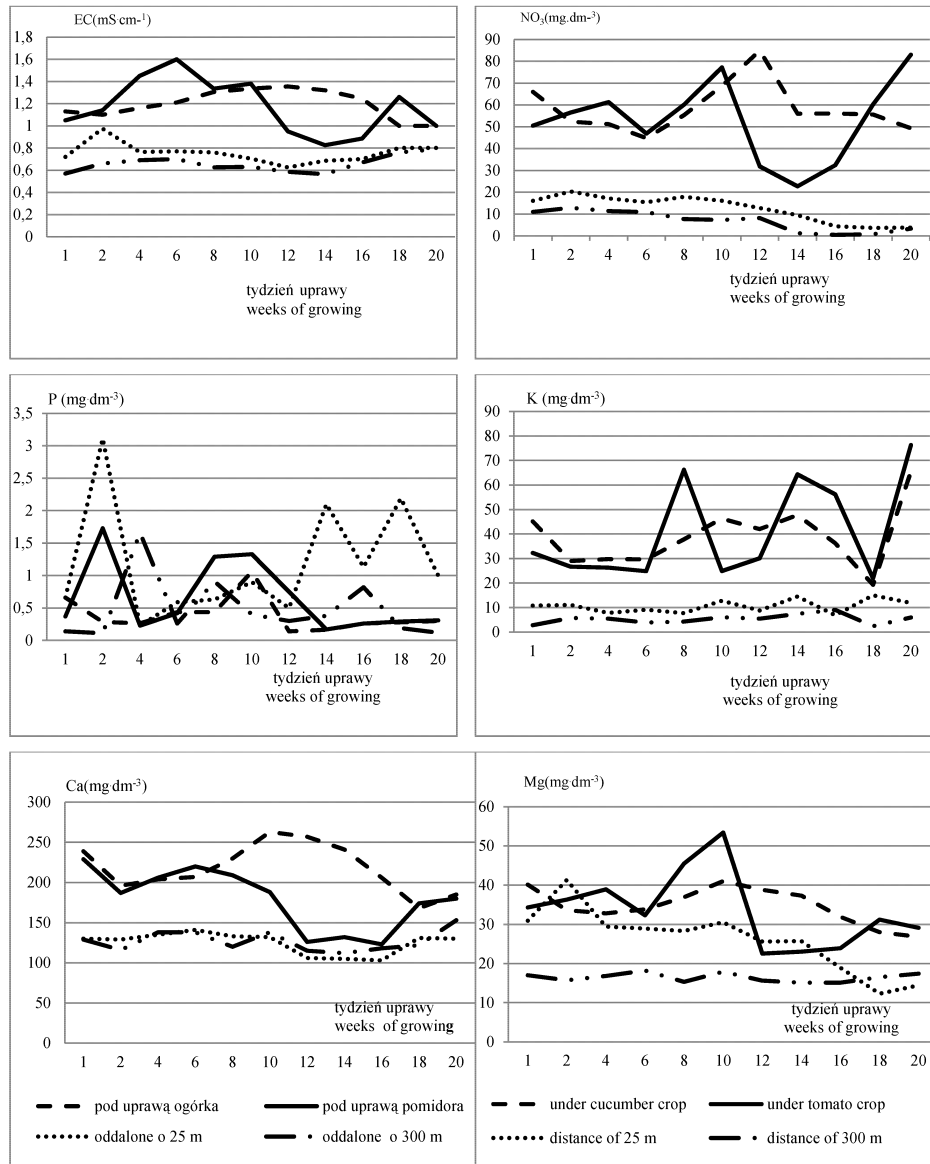 EC(mS·cm-¹)
1,8
1,6
1,4
1,2
1
0,8
0,6
0,4
0,2
0
1 2 4 6 8 10 12 14 16 18 20
tydzień uprawy
weeks of growing
NO₃(mg.dm-³)
90
80
70
60
50
40
30
20
10
0
1 2 4 6 8 10 12 14 16 18 20
tydzień uprawy
weeks of growing
P (mg·dm-³)
3,5
3
2,5
2
1,5
1
0,5
0
1 2 4 6 8 10 12 14 16 18 20
tydzień uprawy
weeks of growing
K (mg·dm-³)
90
80
70
60
50
40
30
20
10
0
1 2 4 6 8 10 12 14 16 18 20
tydzień uprawy
weeks of growing
Ca(mg·dm-³)
300
250
200
150
100
50
0
tydzień uprawy
weeks of growing
1 2 4 6 8 10 12 14 16 18 20
Mg(mg·dm-³)
60
50
40
30
20
10
0
tydzień uprawy
weeks of growing
1 2 4 6 8 10 12 14 16 18 20
pod uprawą ogórka pod uprawą pomidora
oddalone o 25 m oddalone o 300 m
under cucumber crop under tomato crop
distance of 25 m distance of 300 m